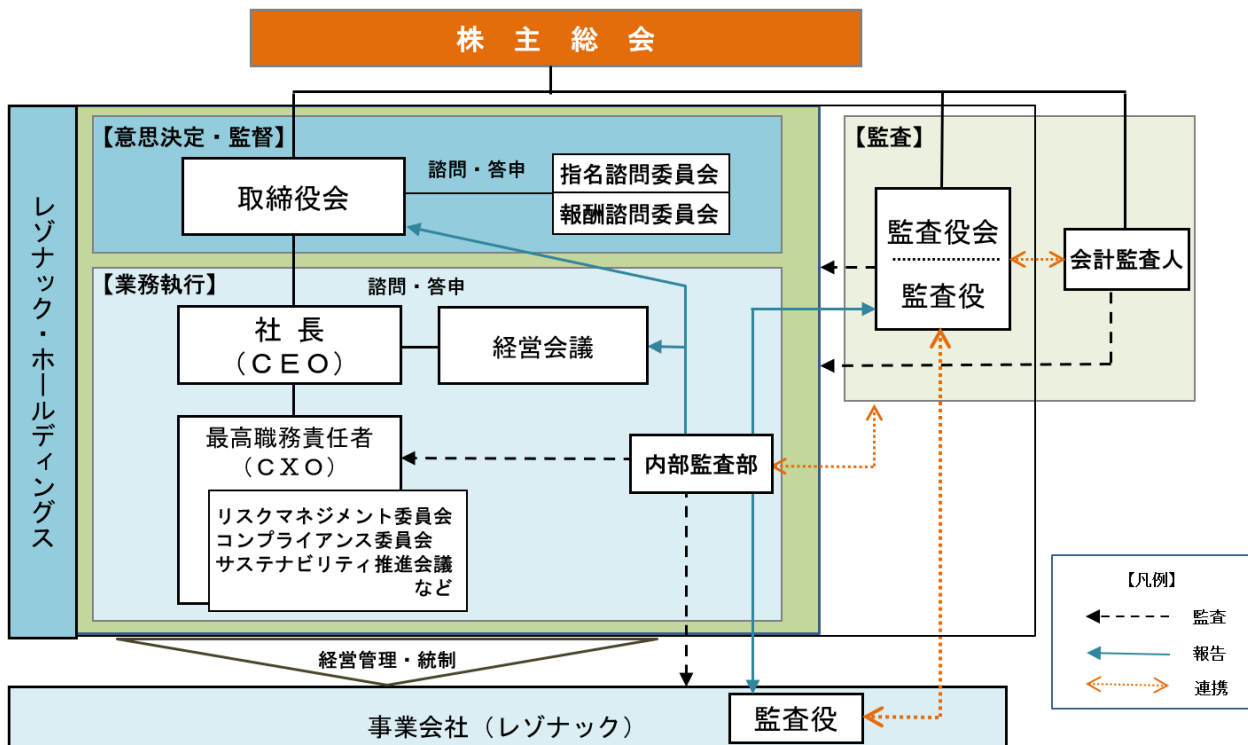 株 主 総 会
レゾナック・ホールディングス
【意思決定・監督】
取締役会
諮問・答申
指名諮問委員会
報酬諮問委員会
【業務執行】
諮問・答申
社 長
(CEO)
経営会議
最高職務責任者
(CXO)
リスクマネジメント委員会
コンプライアンス委員会
サステナビリティ推進会議
など
内部監査部
【監査】
監査役会
監査役
会計監査人
経営管理・統制
事業会社(レゾナック)
監査役
【凡例】
監査
報告
連携